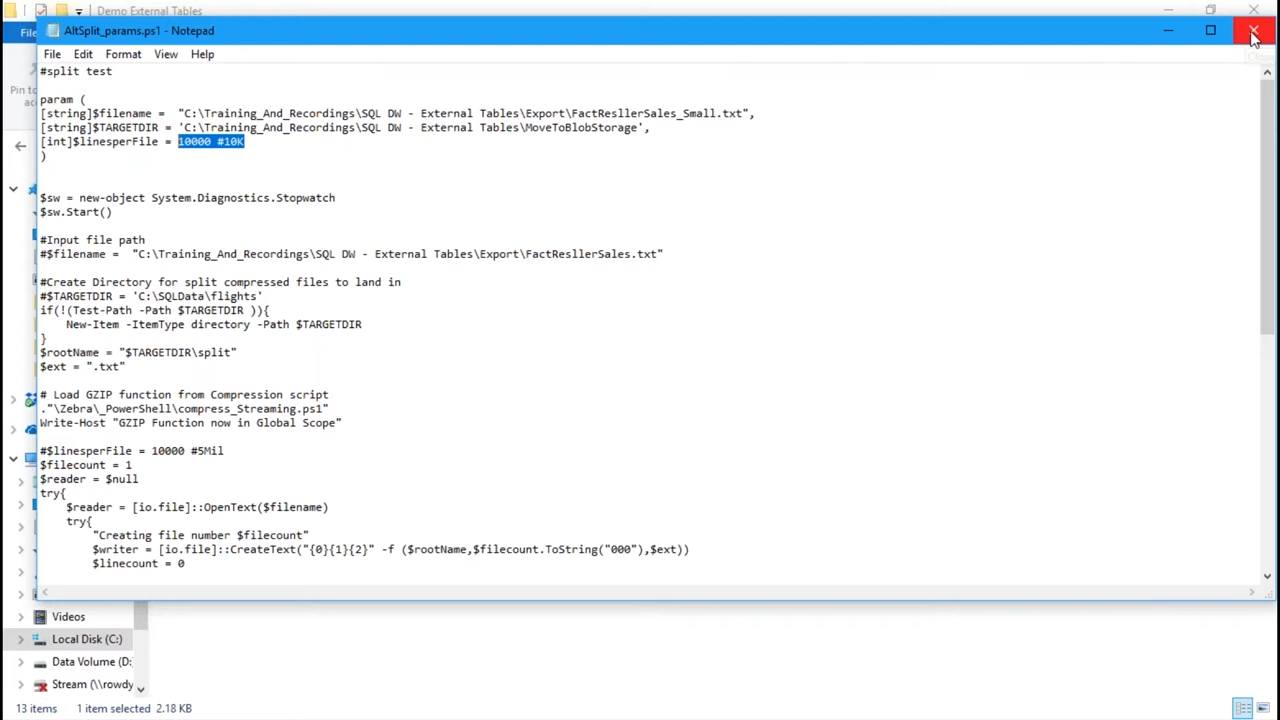 Demo External Tables
File
AltSplit_params.ps1 - Notepad
File Edit Format View Help
#split test
param (
[string]$filename =  "C:\Training_And_Recordings\SQL DW - External Tables\Export\FactResllerSales_Small.txt",
[string]$TARGETDIR = 'C:\Training_And_Recordings\SQL DW - External Tables\MoveToBlobStorage',
[int]$linesperFile = 10000 #10K
)
$sw = new-object System.Diagnostics.Stopwatch
$sw.Start()
#Input file path
#$filename =  "C:\Training_And_Recordings\SQL DW - External Tables\Export\FactResllerSales.txt"
#Create Directory for split compressed files to land in
#$TARGETDIR = 'C:\SQLData\flights'
if(!(Test-Path -Path $TARGETDIR )){
    New-Item -ItemType directory -Path $TARGETDIR
}
$rootName = "$TARGETDIR\split"
$ext = ".txt"
# Load GZIP function from Compression script
."\Zebra\_PowerShell\compress_Streaming.ps1"
Write-Host "GZIP Function now in Global Scope"
#$linesperFile = 10000 #5Mil
$filecount = 1
$reader = $null
try{
    $reader = [io.file]::OpenText($filename)
    try{
        "Creating file number $filecount"
        $writer = [io.file]::CreateText("{0}{1}{2}" -f ($rootName,$filecount.ToString("000"),$ext))
        $linecount = 0
Pin to
Videos
Local Disk (C:)
Data Volume (D:
Stream (\\rowdy
13 items 1 item selected 2.18 KB